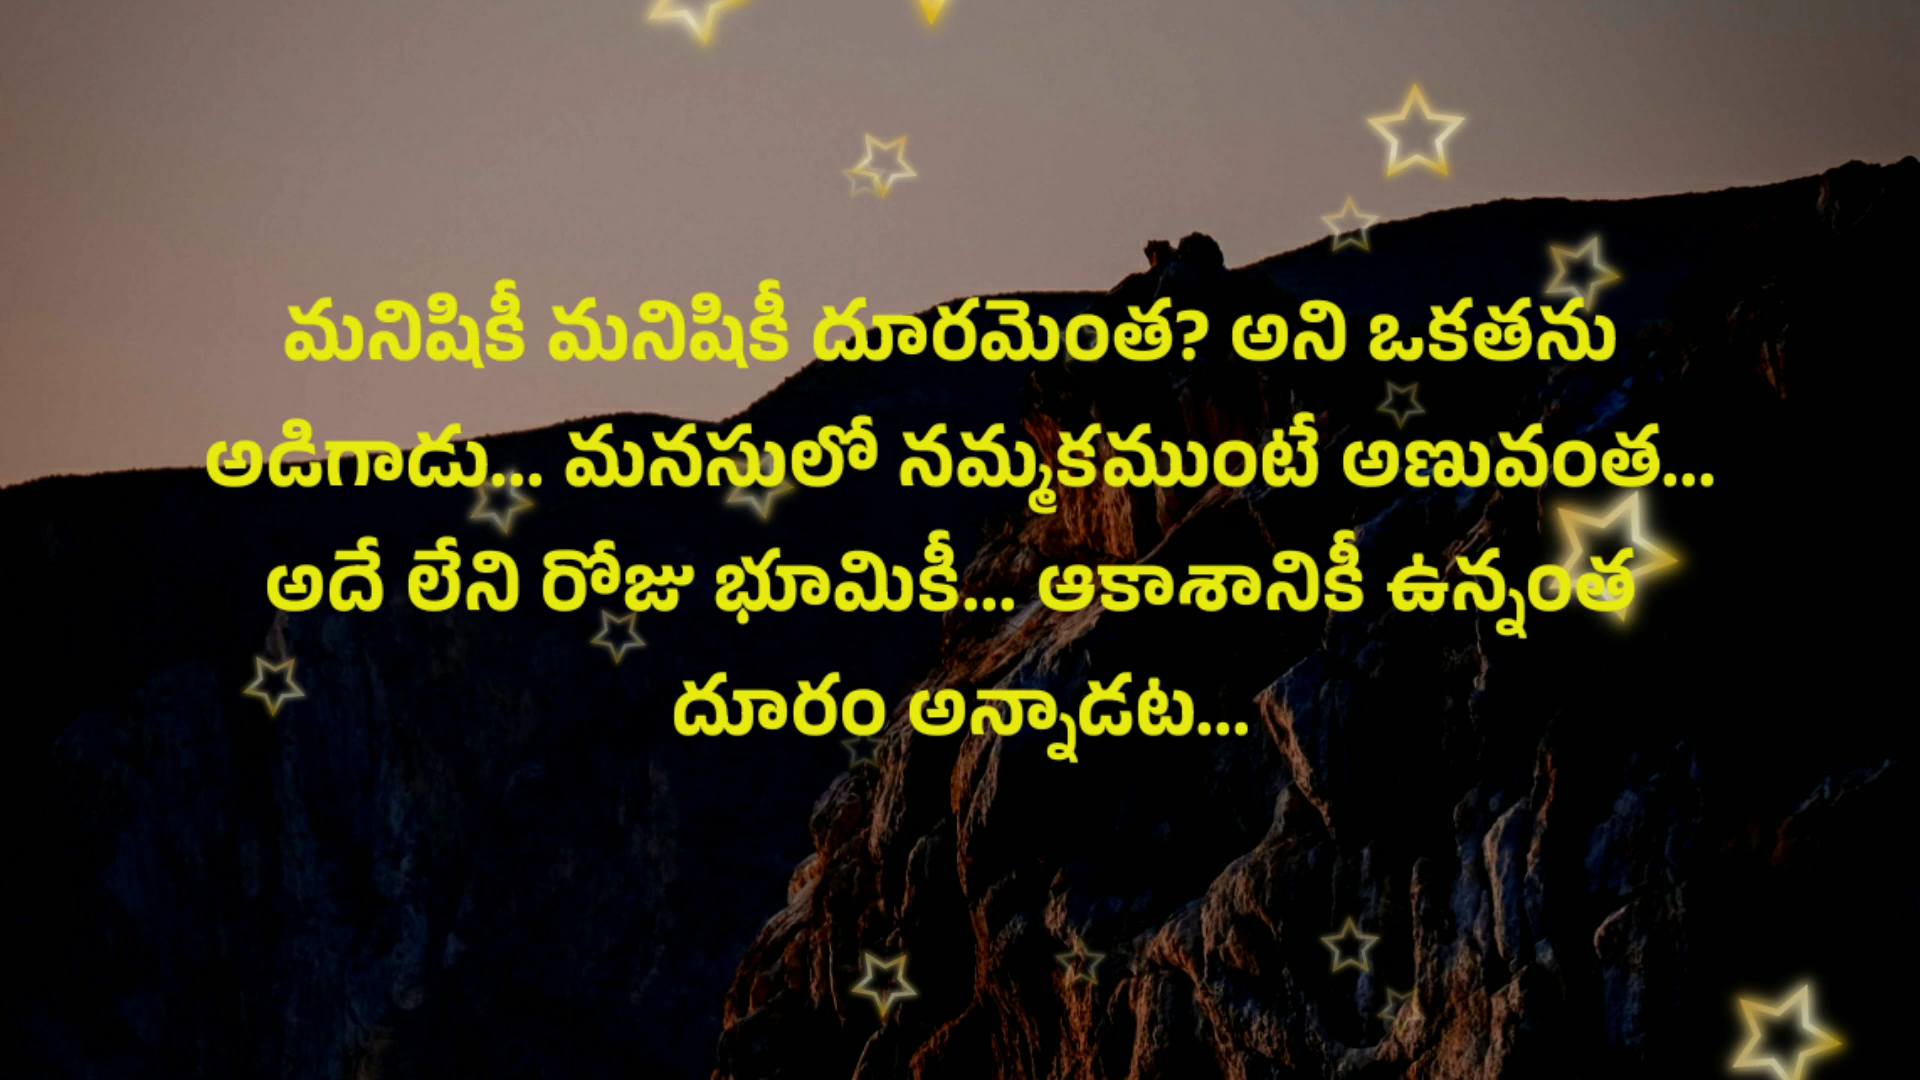 మనిషికీ మనిషికీ దూరమెంత? అని ఒకతను
అడిగాడు... మనసులో నమ్మకముంటే అణువంత...
అదే లేని రోజు భూమికీ... ఆకాశానికీ ఉన్నంత
దూరం అన్నాడట...